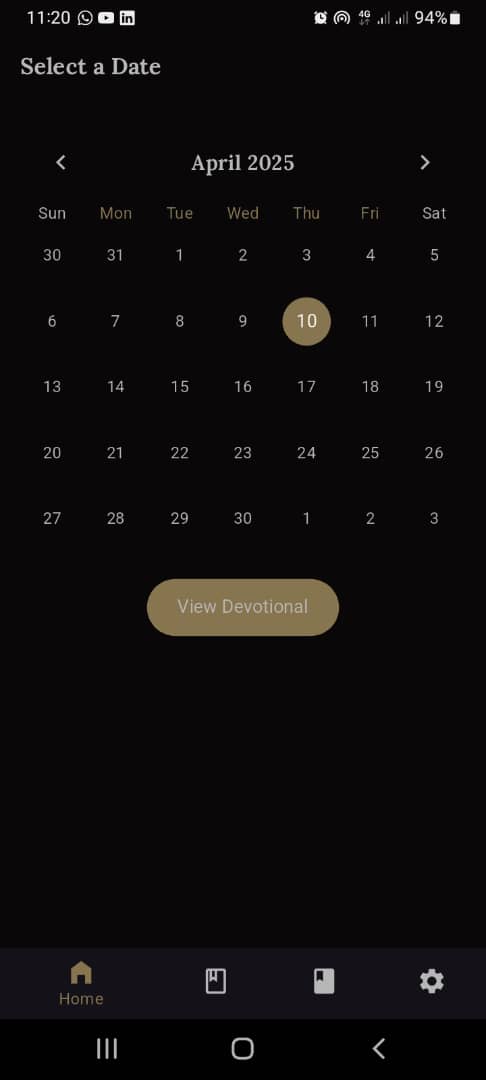 11:20 4G 94%
Select a Date
April 2025
Sun Mon Tue Wed Thu Fri Sat
30 31 1 2 3 4 5
6 7 8 9 10 11 12
13 14 15 16 17 18 19
20 21 22 23 24 25 26
27 28 29 30 1 2 3
View Devotional
Home